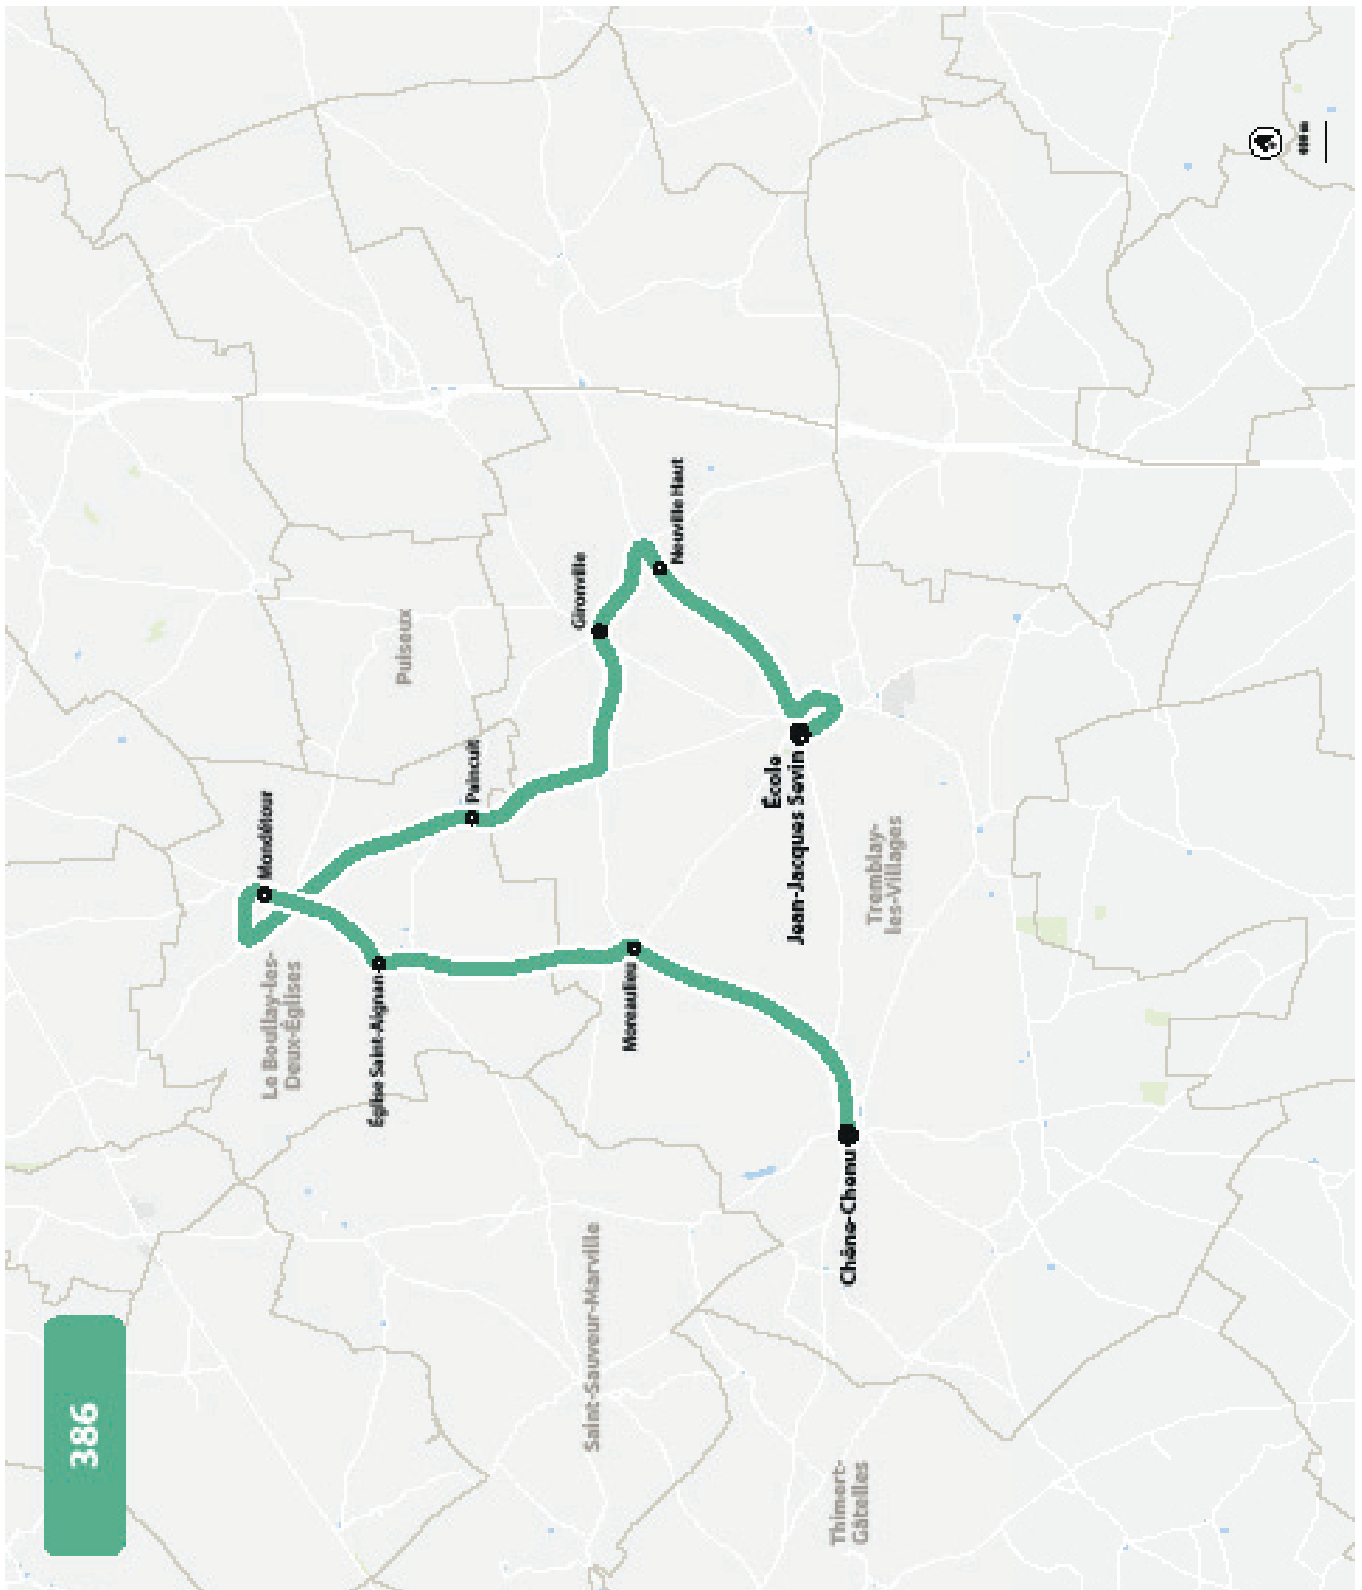 386
Mondétour
Le Boullay-les-
Deux-Églises
Église Saint-Aignan
Puiseux
Paincuit
Gironville
Neuville Haut
Moreaulieu
Saint-Sauveur-Marville
École
Jean-Jacques Sevin
Tremblay-
les-Villages
Chêne-Chenu
Thimert-
Gâtelles